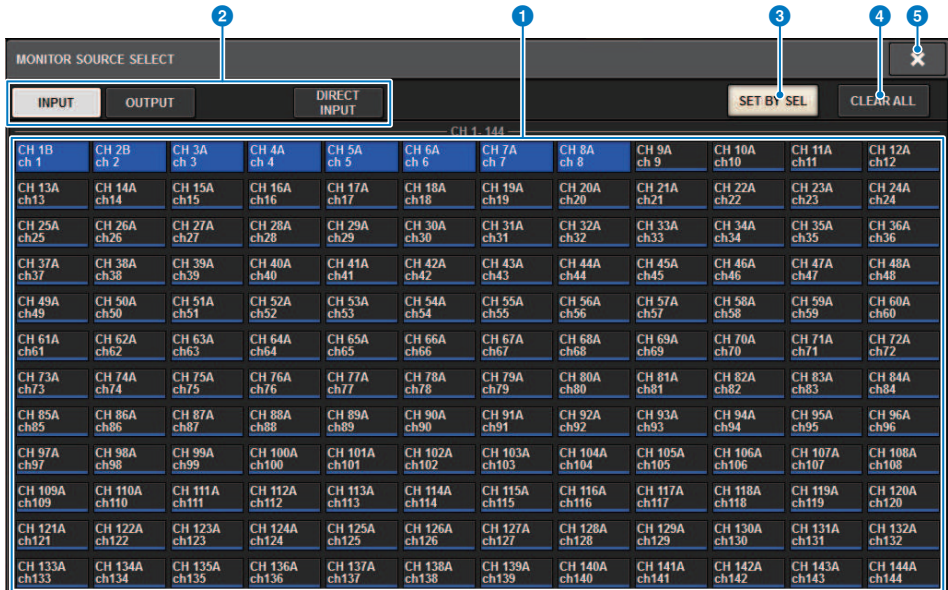 2 1 3 4 5
MONITOR SOURCE SELECT ×
INPUT OUTPUT DIRECT INPUT SET BY SEL CLEAR ALL
CH 1- 144
CH 1B CH 2B CH 3A CH 4A CH 5A CH 6A CH 7A CH 8A CH 9A CH 10A CH 11A CH 12A
ch 1 ch 2 ch 3 ch 4 ch 5 ch 6 ch 7 ch 8 ch 9 ch10 ch11 ch12
CH 13A CH 14A CH 15A CH 16A CH 17A CH 18A CH 19A CH 20A CH 21A CH 22A CH 23A CH 24A
ch13 ch14 ch15 ch16 ch17 ch18 ch19 ch20 ch21 ch22 ch23 ch24
CH 25A CH 26A CH 27A CH 28A CH 29A CH 30A CH 31A CH 32A CH 33A CH 34A CH 35A CH 36A
ch25 ch26 ch27 ch28 ch29 ch30 ch31 ch32 ch33 ch34 ch35 ch36
CH 37A CH 38A CH 39A CH 40A CH 41A CH 42A CH 43A CH 44A CH 45A CH 46A CH 47A CH 48A
ch37 ch38 ch39 ch40 ch41 ch42 ch43 ch44 ch45 ch46 ch47 ch48
CH 49A CH 50A CH 51A CH 52A CH 53A CH 54A CH 55A CH 56A CH 57A CH 58A CH 59A CH 60A
ch49 ch50 ch51 ch52 ch53 ch54 ch55 ch56 ch57 ch58 ch59 ch60
CH 61A CH 62A CH 63A CH 64A CH 65A CH 66A CH 67A CH 68A CH 69A CH 70A CH 71A CH 72A
ch61 ch62 ch63 ch64 ch65 ch66 ch67 ch68 ch69 ch70 ch71 ch72
CH 73A CH 74A CH 75A CH 76A CH 77A CH 78A CH 79A CH 80A CH 81A CH 82A CH 83A CH 84A
ch73 ch74 ch75 ch76 ch77 ch78 ch79 ch80 ch81 ch82 ch83 ch84
CH 85A CH 86A CH 87A CH 88A CH 89A CH 90A CH 91A CH 92A CH 93A CH 94A CH 95A CH 96A
ch85 ch86 ch87 ch88 ch89 ch90 ch91 ch92 ch93 ch94 ch95 ch96
CH 97A CH 98A CH 99A CH 100A CH 101A CH 102A CH 103A CH 104A CH 105A CH 106A CH 107A CH 108A
ch97 ch98 ch99 ch100 ch101 ch102 ch103 ch104 ch105 ch106 ch107 ch108
CH 109A CH 110A CH 111A CH 112A CH 113A CH 114A CH 115A CH 116A CH 117A CH 118A CH 119A CH 120A
ch109 ch110 ch111 ch112 ch113 ch114 ch115 ch116 ch117 ch118 ch119 ch120
CH 121A CH 122A CH 123A CH 124A CH 125A CH 126A CH 127A CH 128A CH 129A CH 130A CH 131A CH 132A
ch121 ch122 ch123 ch124 ch125 ch126 ch127 ch128 ch129 ch130 ch131 ch132
CH 133A CH 134A CH 135A CH 136A CH 137A CH 138A CH 139A CH 140A CH 141A CH 142A CH 143A CH 144A
ch133 ch134 ch135 ch136 ch137 ch138 ch139 ch140 ch141 ch142 ch143 ch144